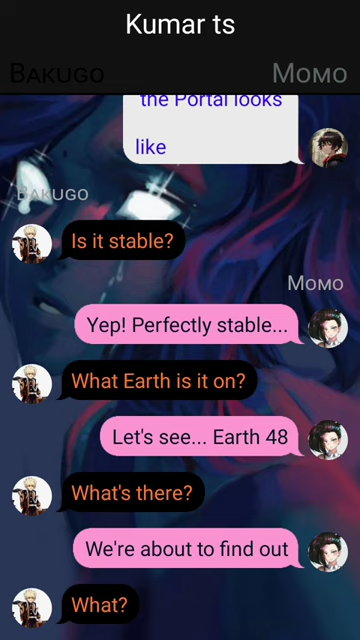 Kumar ts
Bakugo
Momo
the Portal looks
like
Bakugo
Is it stable?
Momo
Yep! Perfectly stable...
What Earth is it on?
Let's see... Earth 48
What's there?
We're about to find out
What?